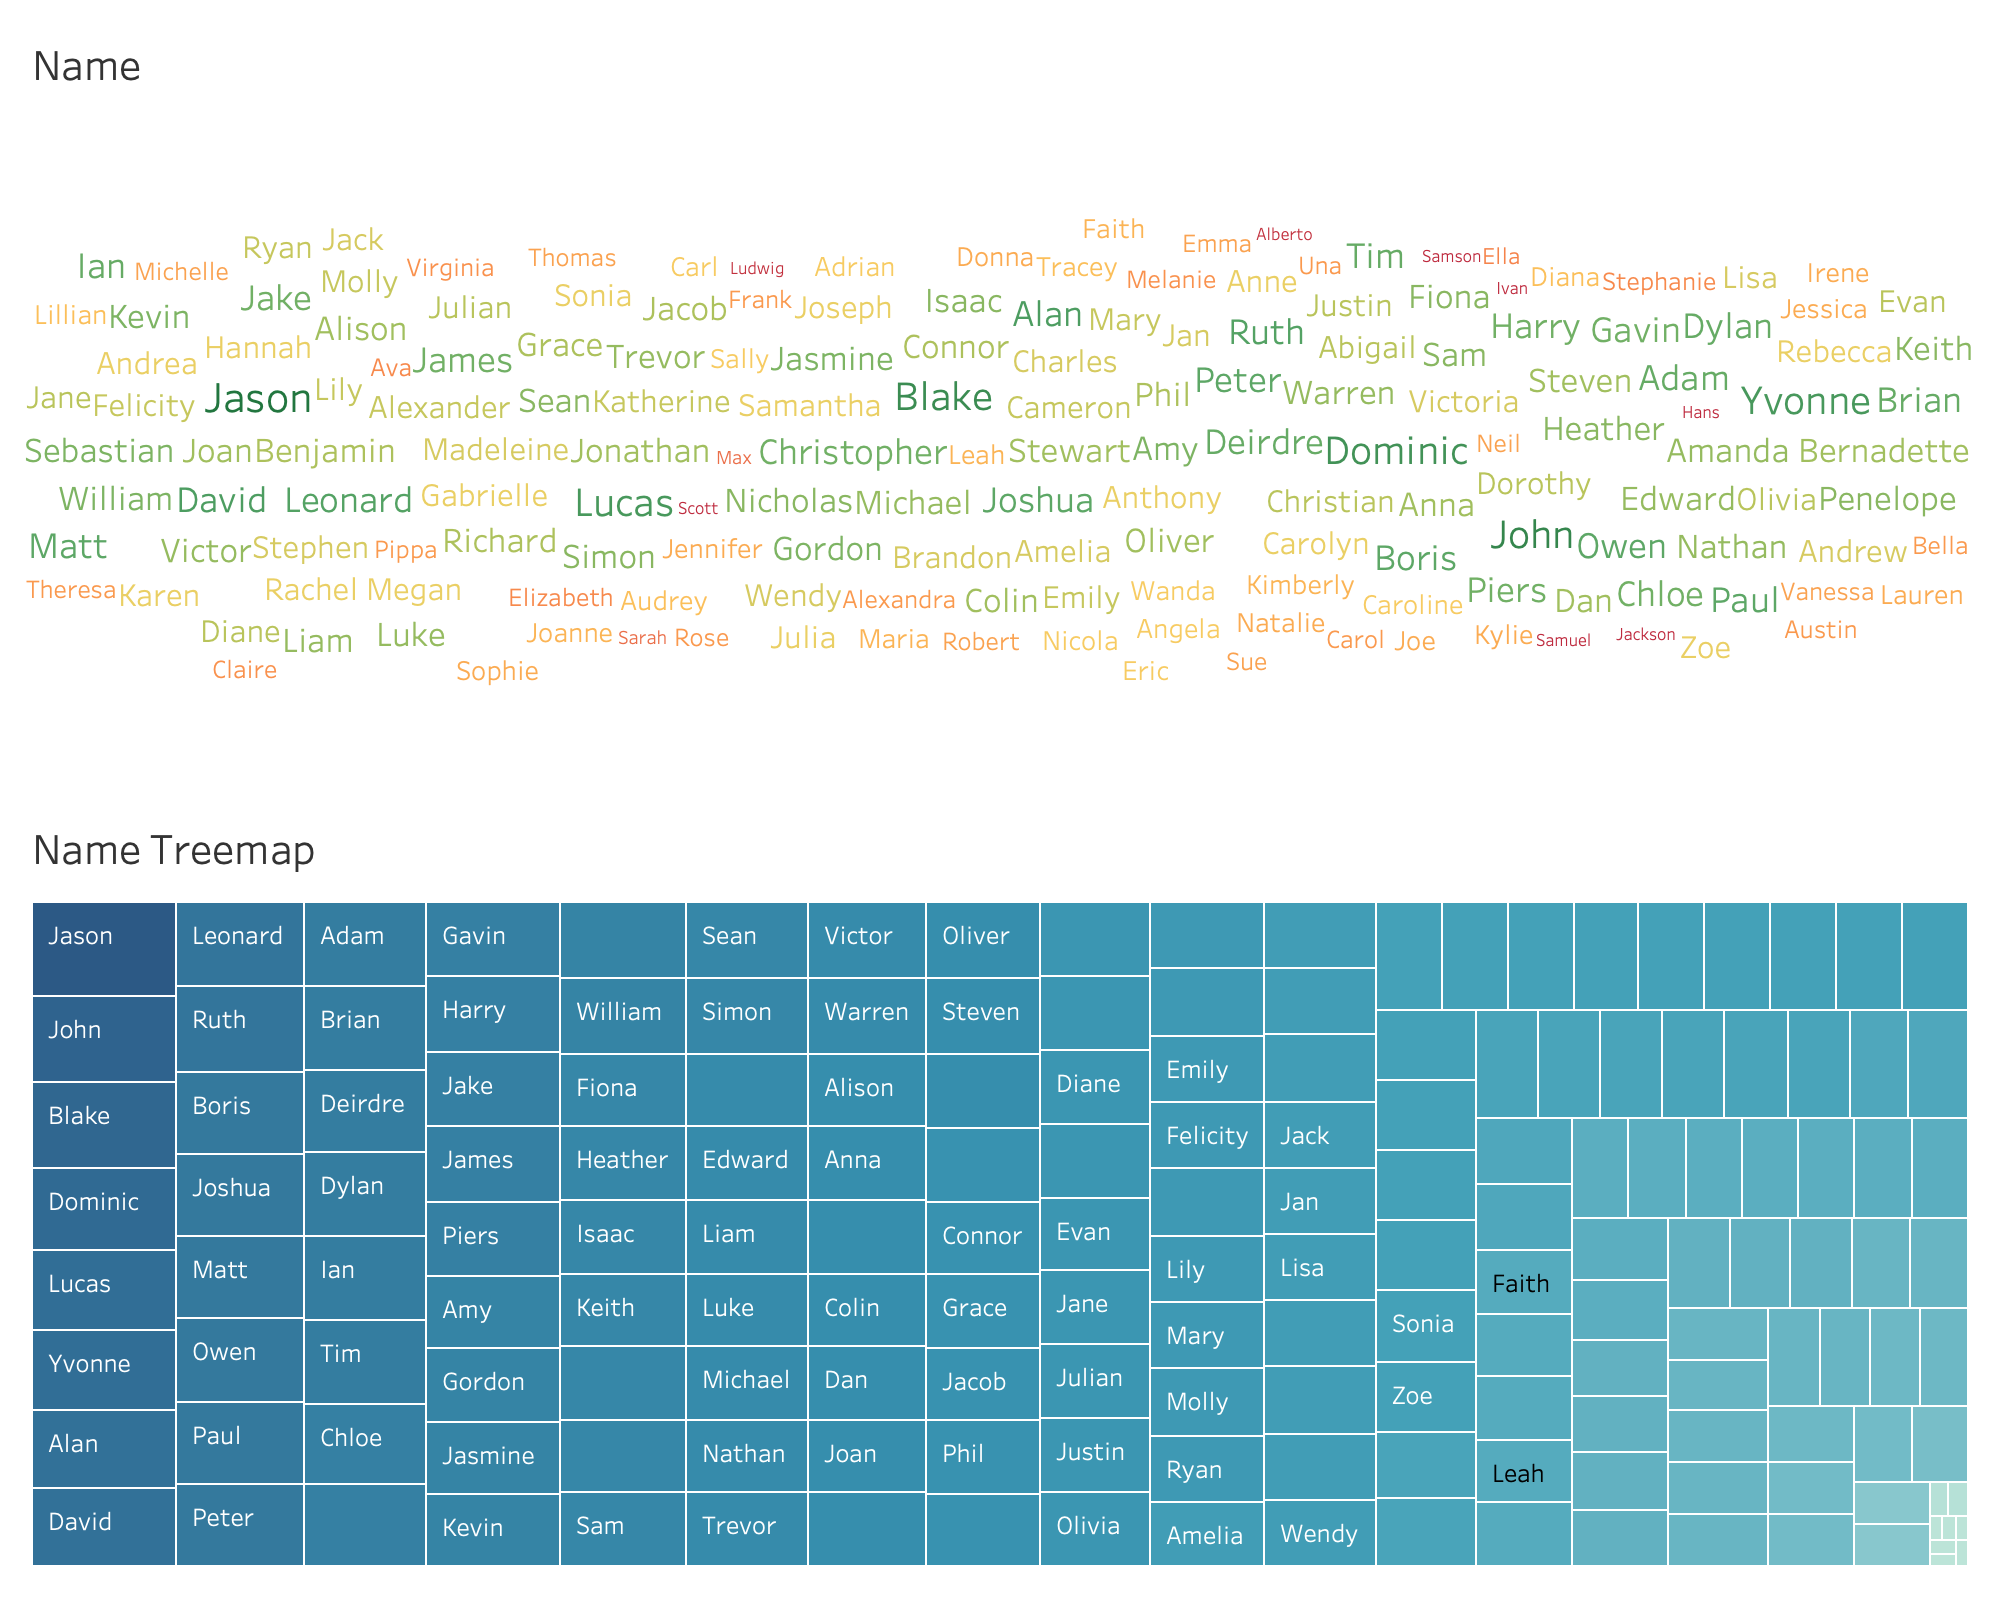 Name
Faith
Alberto
Ryan Jack Emma
Ian Michelle Virginia Thomas Carl Ludwig Adrian Donna Tracey Una Tim Samson Ella
Molly Melanie Anne Diana Stephanie Lisa Irene
Lillian Kevin Jake Julian Sonia Jacob Frank Joseph Isaac Alan Mary Justin Fiona Ivan Jessica Evan
Hannah Alison Grace Connor Jan Ruth Abigail Harry Gavin Dylan
Andrea Ava James Trevor Sally Jasmine Charles Sam Rebecca Keith
Jane Felicity Jason Lily Alexander Sean Katherine Samantha Blake Cameron Phil Peter Warren Victoria Steven Adam Yvonne Brian
Hans
Sebastian Joan Benjamin Madeleine Jonathan Max Christopher Leah Stewart Amy Deirdre Dominic Neil Heather Amanda Bernadette
William David Leonard Gabrielle Lucas Scott Nicholas Michael Joshua Anthony Christian Anna Dorothy Edward Olivia Penelope
Matt Victor Stephen Pippa Richard Simon Jennifer Gordon Brandon Amelia Oliver Carolyn Boris John Owen Nathan Andrew Bella
Theresa Karen Rachel Megan Elizabeth Audrey Wendy Alexandra Colin Emily Wanda Kimberly Caroline Piers Dan Chloe Paul Vanessa Lauren
Diane Liam Luke Joanne Sarah Rose Julia Maria Robert Nicola Angela Natalie Carol Joe Kylie Samuel Jackson Zoe Austin
Claire Sophie Eric Sue
Name Treemap
Jason
John
Blake
Dominic
Lucas
Yvonne
Alan
David
Leonard
Ruth
Boris
Joshua
Matt
Owen
Paul
Peter
Adam
Brian
Deirdre
Dylan
Ian
Tim
Chloe
Gavin
Harry
Jake
James
Piers
Amy
Gordon
Jasmine
Kevin
William
Fiona
Heather
Isaac
Keith
Sam
Sean
Simon
Edward
Liam
Luke
Michael
Nathan
Trevor
Victor
Warren
Alison
Anna
Colin
Dan
Joan
Oliver
Steven
Connor
Grace
Jacob
Phil
Diane
Evan
Jane
Julian
Justin
Olivia
Emily
Felicity
Lily
Mary
Molly
Ryan
Amelia
Jack
Jan
Lisa
Wendy
Sonia
Zoe
Faith
Leah